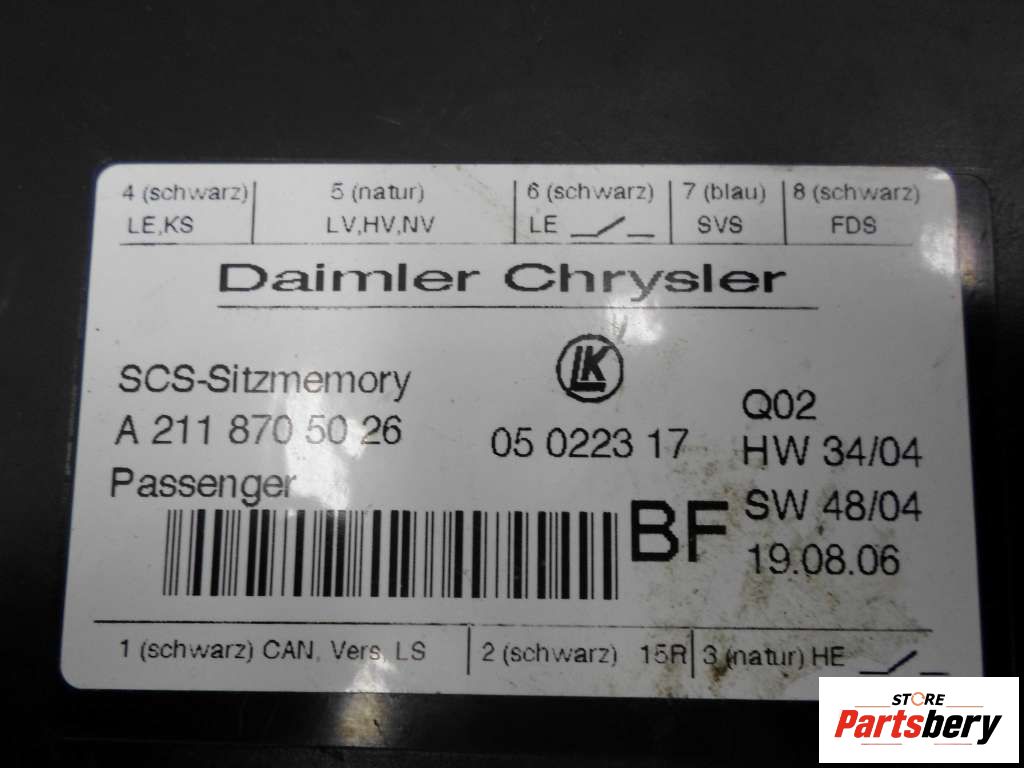 4 (schwarz) 5 (natur) 6 (schwarz) 7 (blau) 8 (schwarz)
LE,KS LV,HV,NV LE SVS FDS
Daimler Chrysler
SCS-Sitzmemory LK Q02
A 211 870 50 26 05 0223 17 HW 34/04
Passenger BF SW 48/04
19.08.06
1 (schwarz) CAN, Vers, LS 2 (schwarz) 15R 3 (natur) HE
STORE
Partsbery